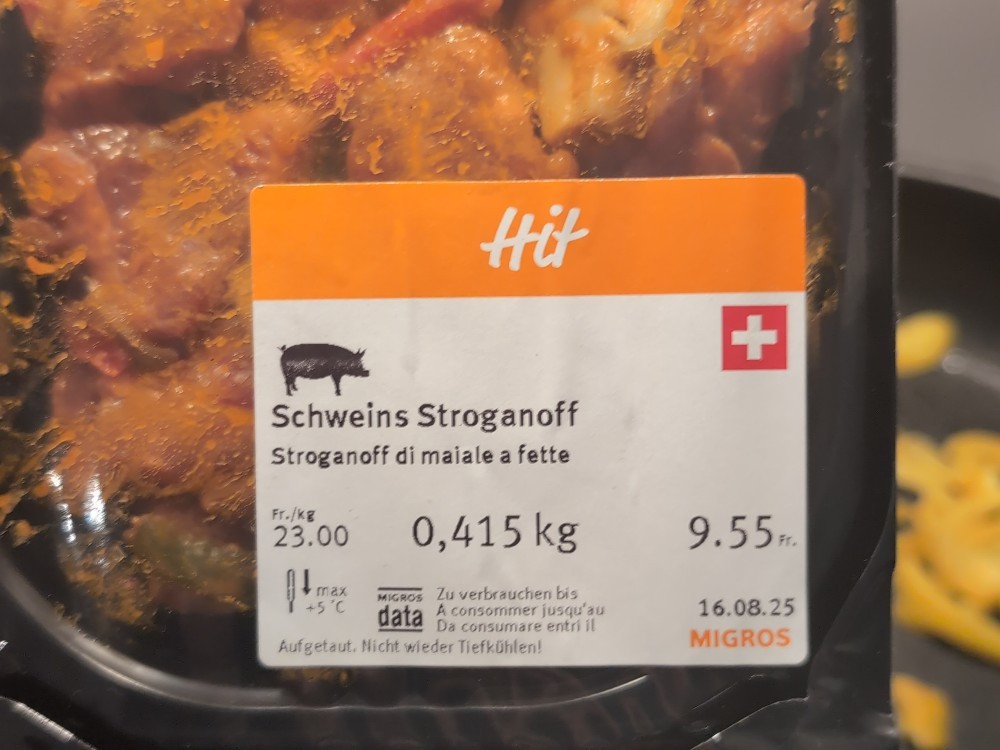 Hit
Schweins Stroganoff
Stroganoff di maiale a fette
Fr./kg
23.00
0,415 kg
9.55 Fr.
max
+5 °C
MIGROS
data
Zu verbrauchen bis
A consommer jusqu'au
Da consumare entri il
16.08.25
MIGROS
Aufgetaut. Nicht wieder Tiefkühlen!